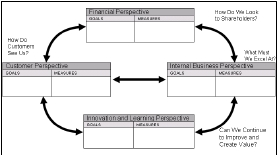 Financial Perspective
GOALS MEASURES
How Do We Look
to Share holders?
How Do
Customers
See Us?
What Must
We Excel At?
Customer Perspective
GOALS MEASURES
Internal Business Perspective
GOALS MEASURES
Innovation and Learning Perspective
GOALS MEASURES
Can We Continue
to Improve and
Create Value?